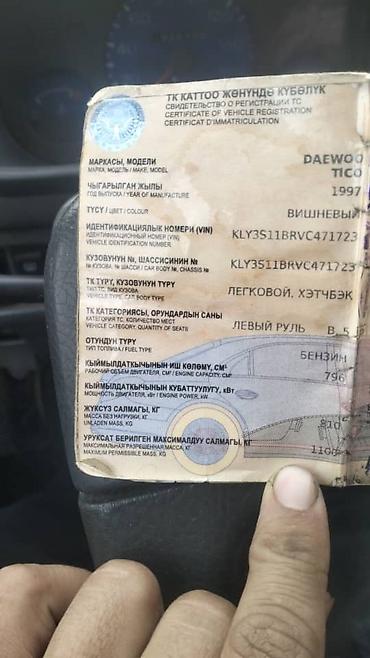 ТК КАТТОО ЖӨНҮНДӨ КҮБӨЛҮК
СВИДЕТЕЛЬСТВО О РЕГИСТРАЦИИ ТС
CERTIFICATE OF VEHICLE REGISTRATION
CERTIFICAT D'IMMATRICULATION
МАРКАСЫ, МОДЕЛИ DAEWOO
МАРКА, МОДЕЛЬ / MAKE, MODEL TICO
ЧЫГАРЫЛГАН ЖЫЛЫ 1997
ГОД ВЫПУСКА / YEAR OF MANUFACTURE
ТҮСҮ / ЦВЕТ / COLOUR ВИШНЕВЫЙ
ИДЕНТИФИКАЦИЯЛЫК НОМЕРИ (VIN) KLY3S11BRVC471723
ИДЕНТИФИКАЦИОННЫЙ НОМЕР (VIN)
VEHICLE IDENTIFICATION NUMBER
КУЗОВУНУН №, ШАССИСИНИН № KLY3S11BRVC471723
№ КУЗОВА, № ШАССИ / CAR BODY №, CHASSIS №
ТК ТҮРҮ, КУЗОВУНУН ТҮРҮ ЛЕГКОВОЙ, ХЭТЧБЭК
ТИП ТС, ТИП КУЗОВА
VEHICLE TYPE, CAR BODY TYPE
ТК КАТЕГОРИЯСЫ, ОРУНДАРДЫН САНЫ ЛЕВЫЙ РУЛЬ B, 5
КАТЕГОРИЯ ТС, КОЛИЧЕСТВО МЕСТ
VEHICLE CATEGORY, QUANTITY OF SEATS
ОТУНДУН ТҮРҮ БЕНЗИН
ТИП ТОПЛИВА / FUEL TYPE
КЫЙМЫЛДАТКЫЧЫНЫН ИШ КӨЛӨМҮ, см³ 796
РАБОЧИЙ ОБЪЕМ ДВИГАТЕЛЯ, СМ³ / ENGINE CAPACITY, CM³
КЫЙМЫЛДАТКЫЧЫНЫН КУБАТТУУЛУГУ, кВт
МОЩНОСТЬ ДВИГАТЕЛЯ, кВт / ENGINE POWER, kW
ЖҮКСҮЗ САЛМАГЫ, КГ
МАССА БЕЗ НАГРУЗКИ, КГ
UNLADEN MASS, KG
УРУКСАТ БЕРИЛГЕН МАКСИМАЛДУУ САЛМАГЫ, КГ
МАКСИМАЛЬНАЯ РАЗРЕШЕННАЯ МАССА, КГ
MAXIMUM PERMISSIBLE MASS, KG